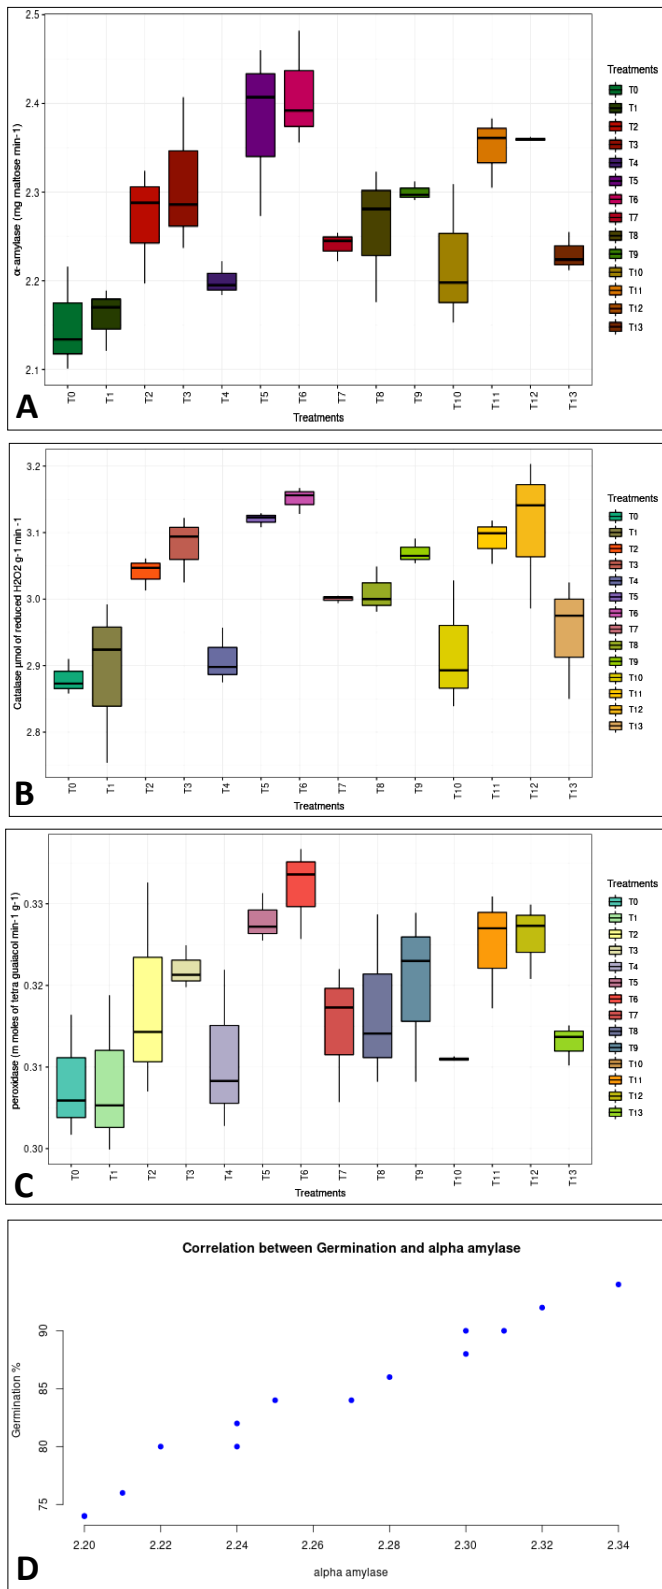 2.5
2.4
2.3
2.2
2.1
α-amylase (mg maltose min-1)
T0
T1
T2
T3
T4
T5
T6
T7
T8
T9
T10
T11
T12
T13
Treatments
Treatments
T0
T1
T2
T3
T4
T5
T6
T7
T8
T9
T10
T11
T12
T13
A
3.2
3.1
3.0
2.9
2.8
Catalase µmol of reduced H2O2 g-1 min -1
T0
T1
T2
T3
T4
T5
T6
T7
T8
T9
T10
T11
T12
T13
Treatments
Treatments
T0
T1
T2
T3
T4
T5
T6
T7
T8
T9
T10
T11
T12
T13
B
0.33
0.32
0.31
0.30
peroxidase (m moles of tetra guaiacol min-1 g-1)
T0
T1
T2
T3
T4
T5
T6
T7
T8
T9
T10
T11
T12
T13
Treatments
Treatments
T0
T1
T2
T3
T4
T5
T6
T7
T8
T9
T10
T11
T12
T13
C
Correlation between Germination and alpha amylase
90
85
80
75
Germination %
2.20 2.22 2.24 2.26 2.28 2.30 2.32 2.34
alpha amylase
D